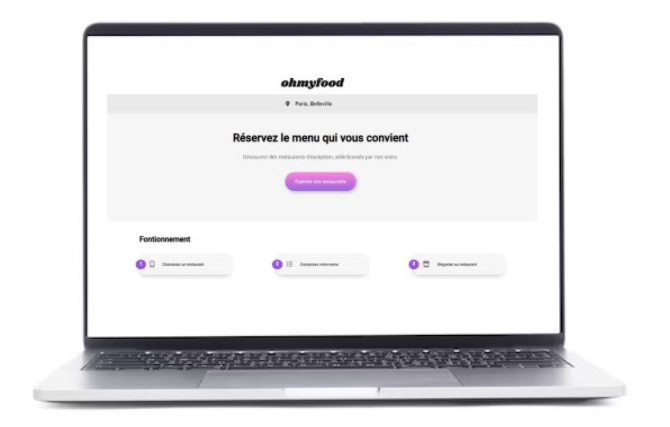 ohmyfood
Paris, Belleville
Réservez le menu qui vous convient
Découvrez des restaurants d'exception, sélectionnés par nos soins
Explorer nos restaurants
Fontionnement
1 Choisissez un restaurant
2 Composez votre menu
3 Dégustez au restaurant